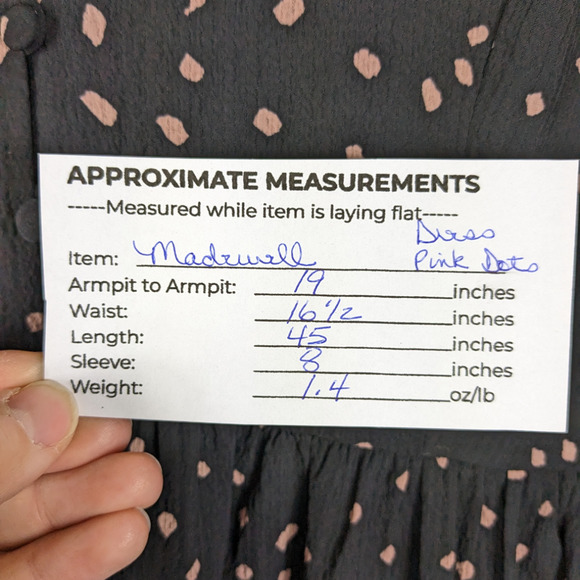 APPROXIMATE MEASUREMENTS
-----Measured while item is laying flat-----
Item: Madewell Dress Pink Dots
Armpit to Armpit: 19 inches
Waist: 16 1/2 inches
Length: 45 inches
Sleeve: 8 inches
Weight: 1.4 oz/lb